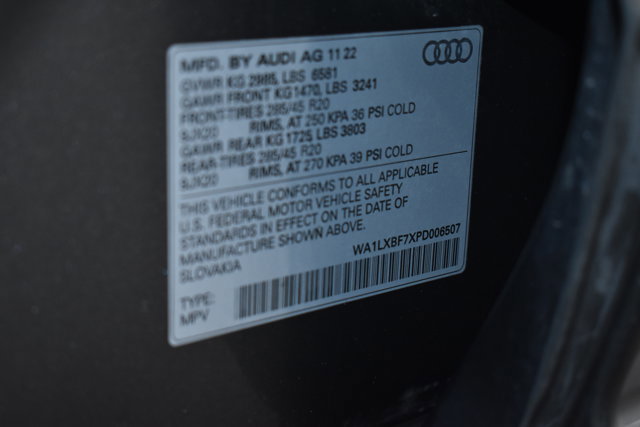 MFD. BY AUDI AG 11 22
GVWR KG 2985, LBS 6581
GAWR FRONT KG 1470, LBS 3241
FRONT-TIRES 285/45 R20
9JX20 RIMS, AT 250 KPA 36 PSI COLD
GAWR REAR KG 1725 LBS 3803
REAR-TIRES 285/45 R20
9JX20 RIMS, AT 270 KPA 39 PSI COLD
THIS VEHICLE CONFORMS TO ALL APPLICABLE
U.S. FEDERAL MOTOR VEHICLE SAFETY
STANDARDS IN EFFECT ON THE DATE OF
MANUFACTURE SHOWN ABOVE.
SLOVAKIA
WA1LXBF7XPD006507
TYPE:
MPV